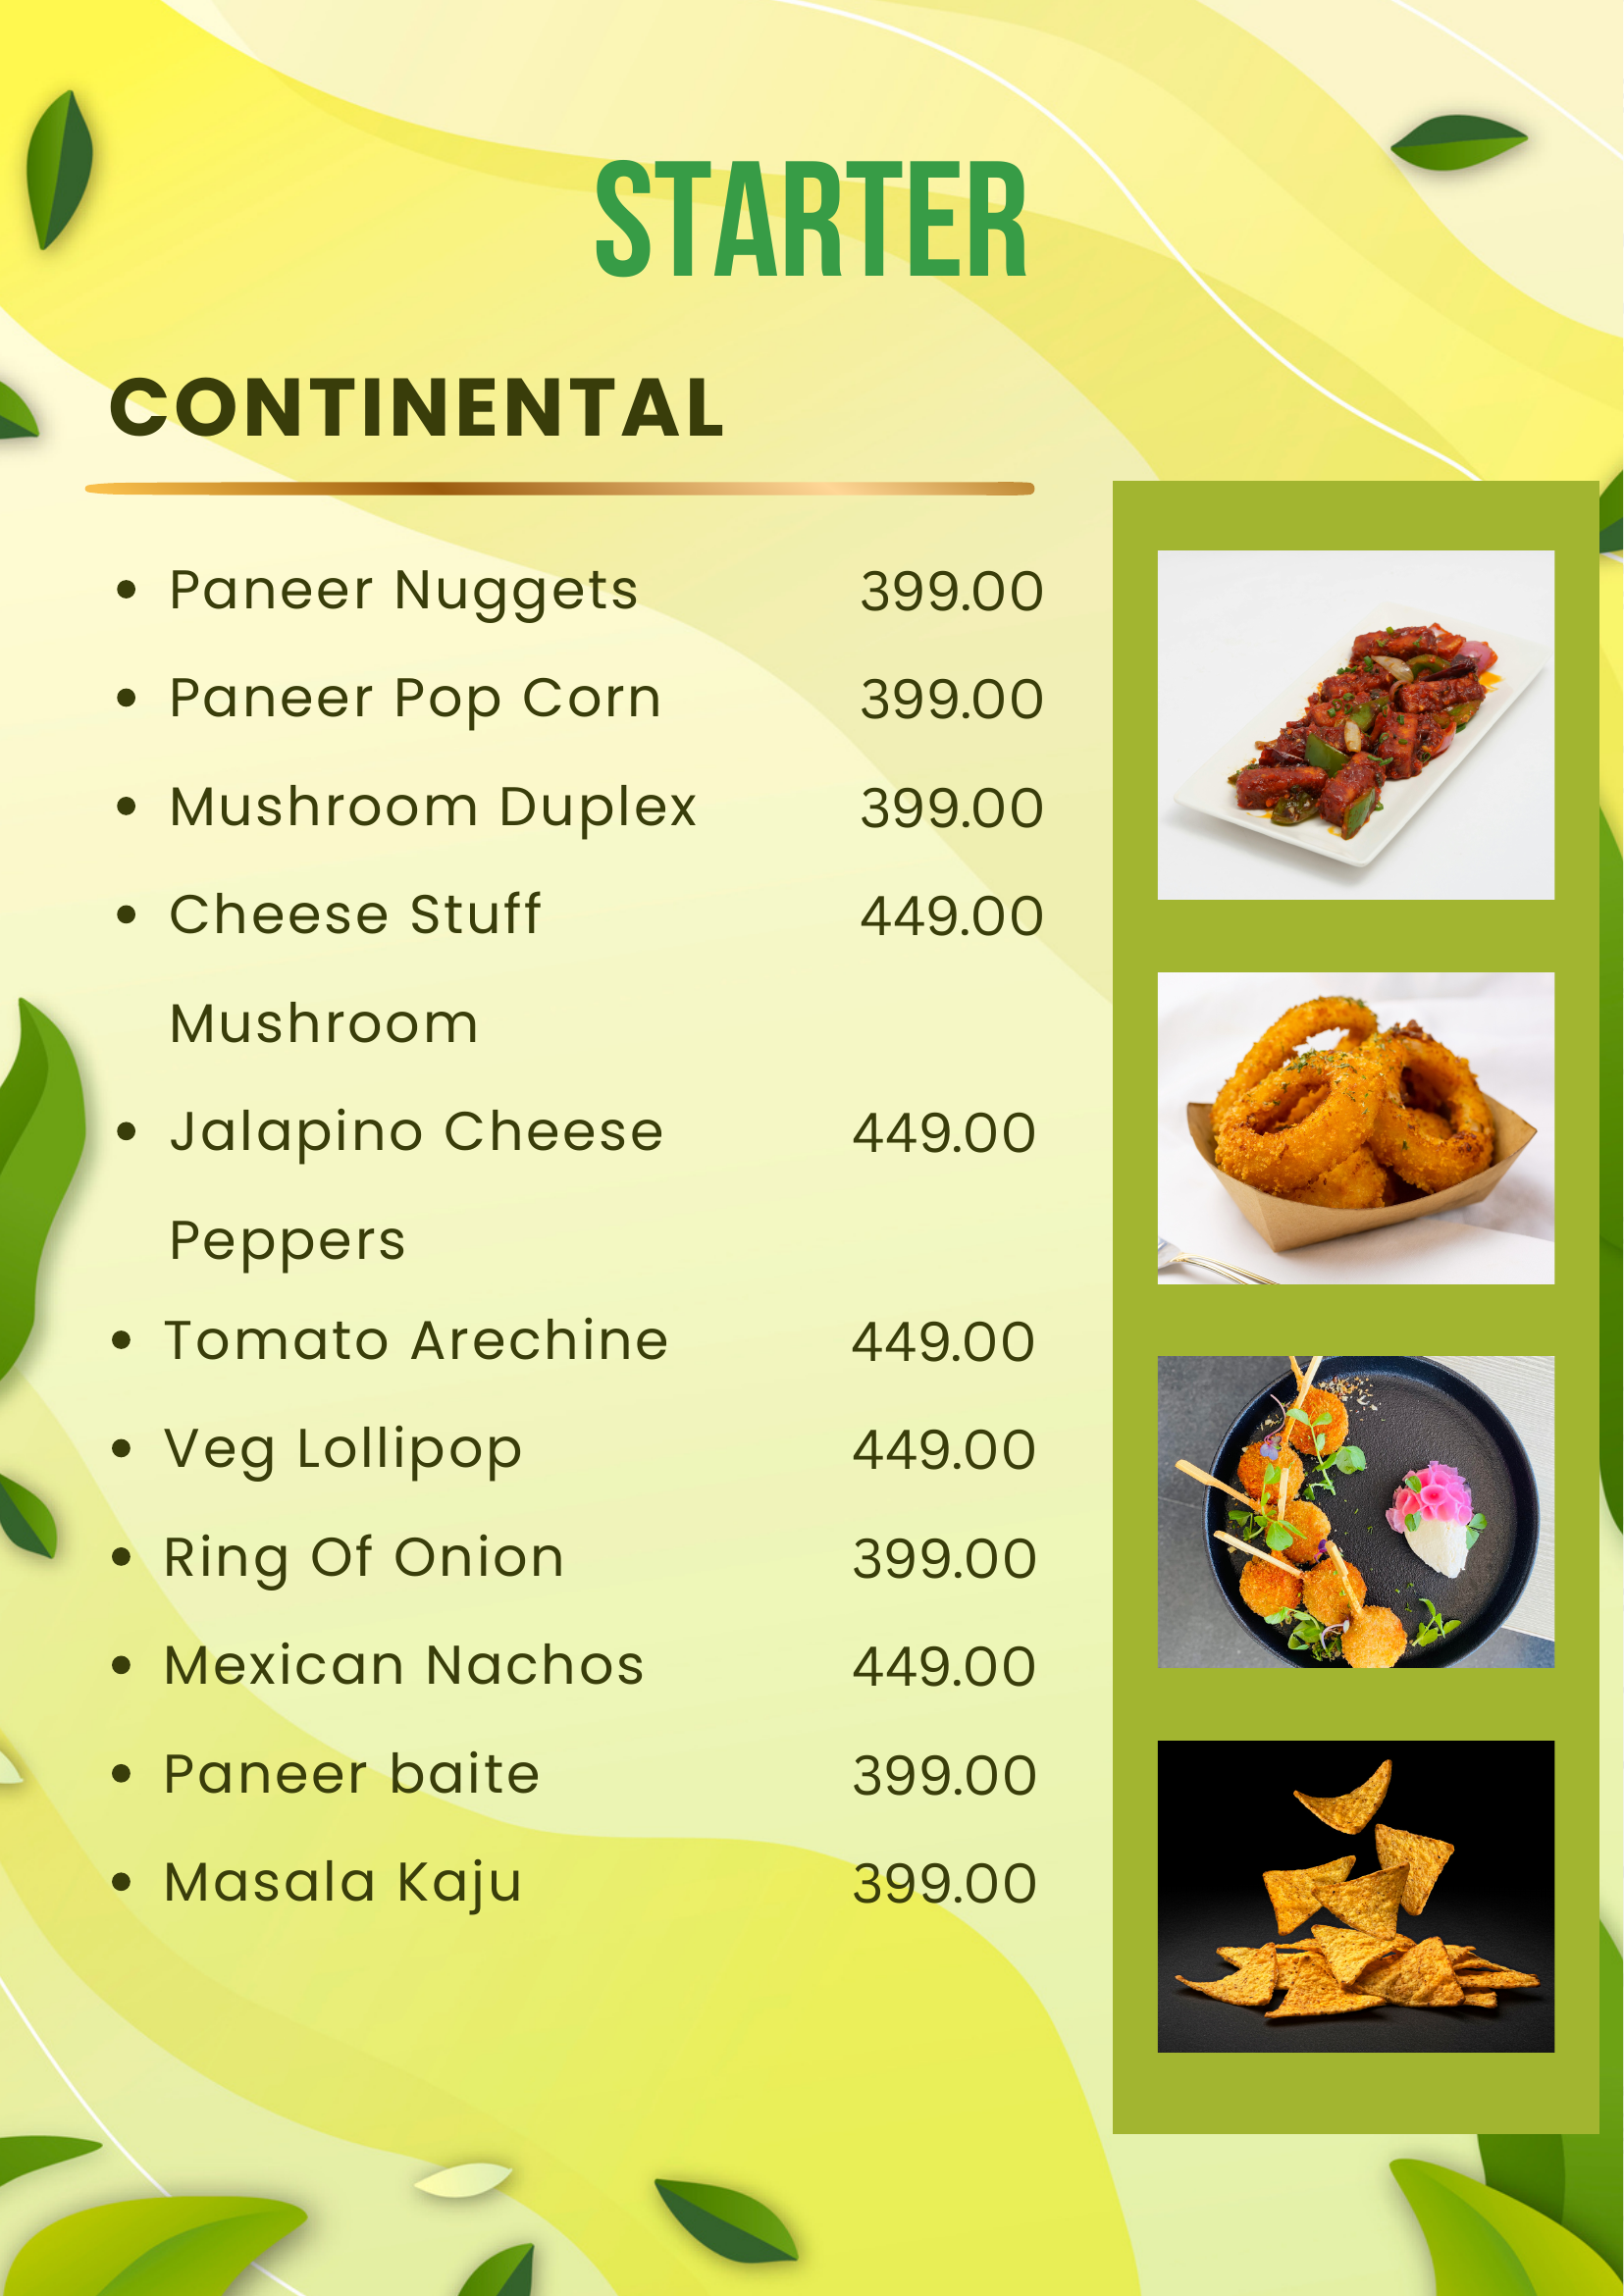 STARTER
CONTINENTAL
• Paneer Nuggets 399.00
• Paneer Pop Corn 399.00
• Mushroom Duplex 399.00
• Cheese Stuff 449.00
Mushroom
• Jalapino Cheese 449.00
Peppers
• Tomato Arechine 449.00
• Veg Lollipop 449.00
• Ring Of Onion 399.00
• Mexican Nachos 449.00
• Paneer baite 399.00
• Masala Kaju 399.00